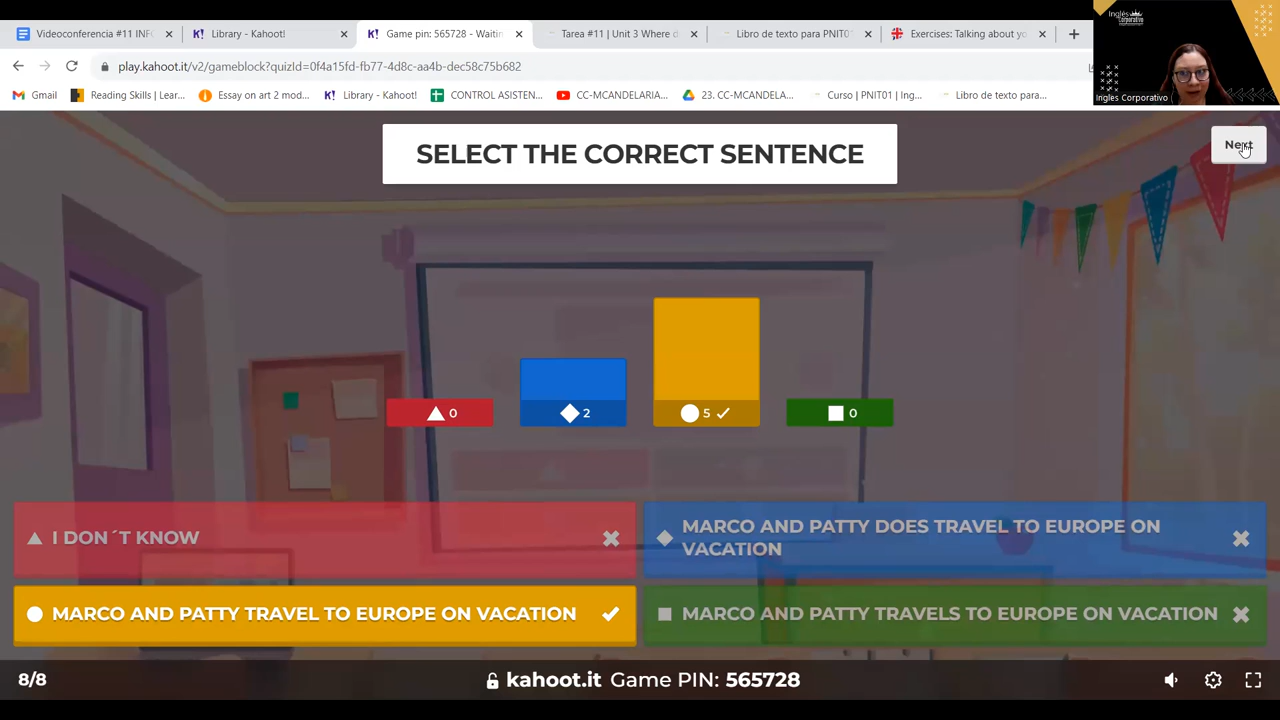 Videoconferencia #11 INFO
Library - Kahoot!
Game pin: 565728 - Waitin
Tarea #11 | Unit 3 Where d
Libro de texto para PNIT01
Exercises: Talking about yo
play.kahoot.it/v2/gameblock?quizId=0f4a15fd-fb77-4d8c-aa4b-dec58c75b682
Gmail
Reading Skills | Lear...
Essay on art 2 mod...
Library - Kahoot!
CONTROL ASISTEN...
CC-MCANDELARIA...
23. CC-MCANDELA...
Curso | PNIT01 | Ing...
Libro de texto para...
Inglés
Corporativo
Ingles Corporativo (
SELECT THE CORRECT SENTENCE
Next
0
2
5
0
I DON ´T KNOW
MARCO AND PATTY DOES TRAVEL TO EUROPE ON
VACATION
MARCO AND PATTY TRAVEL TO EUROPE ON VACATION
MARCO AND PATTY TRAVELS TO EUROPE ON VACATION
8/8
kahoot.it Game PIN: 565728